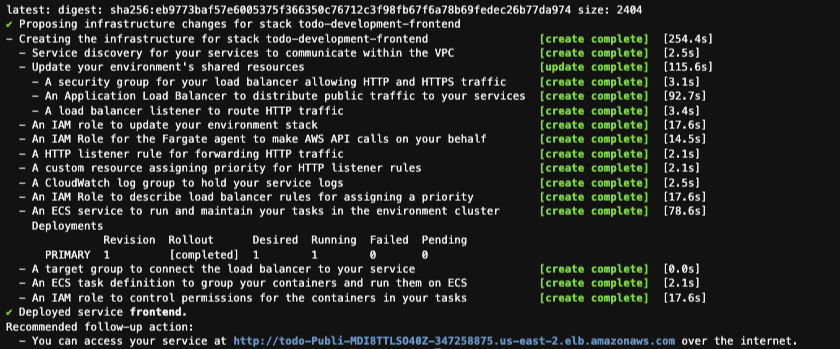 latest: digest: sha256:eb9773baf57e6005375f366350c76712c3f98fb67f6a78b69fedec26b77da974 size: 2404
✔ Proposing infrastructure changes for stack todo-development-frontend
- Creating the infrastructure for stack todo-development-frontend [create complete] [254.4s]
- Service discovery for your services to communicate within the VPC [create complete] [2.5s]
- Update your environment's shared resources [update complete] [115.6s]
- A security group for your load balancer allowing HTTP and HTTPS traffic [create complete] [3.1s]
- An Application Load Balancer to distribute public traffic to your services [create complete] [92.7s]
- A load balancer listener to route HTTP traffic [create complete] [3.4s]
- An IAM role to update your environment stack [create complete] [17.6s]
- An IAM Role for the Fargate agent to make AWS API calls on your behalf [create complete] [14.5s]
- A HTTP listener rule for forwarding HTTP traffic [create complete] [2.1s]
- A custom resource assigning priority for HTTP listener rules [create complete] [2.1s]
- A CloudWatch log group to hold your service logs [create complete] [2.5s]
- An IAM Role to describe load balancer rules for assigning a priority [create complete] [17.6s]
- An ECS service to run and maintain your tasks in the environment cluster [create complete] [78.6s]
Deployments
Revision Rollout Desired Running Failed Pending
PRIMARY 1 [completed] 1 1 0 0
- A target group to connect the load balancer to your service [create complete] [0.0s]
- An ECS task definition to group your containers and run them on ECS [create complete] [2.1s]
- An IAM role to control permissions for the containers in your tasks [create complete] [17.6s]
✔ Deployed service frontend.
Recommended follow-up action:
- You can access your service at http://todo-Publi-MDI8TTLSO40Z-347258875.us-east-2.elb.amazonaws.com over the internet.